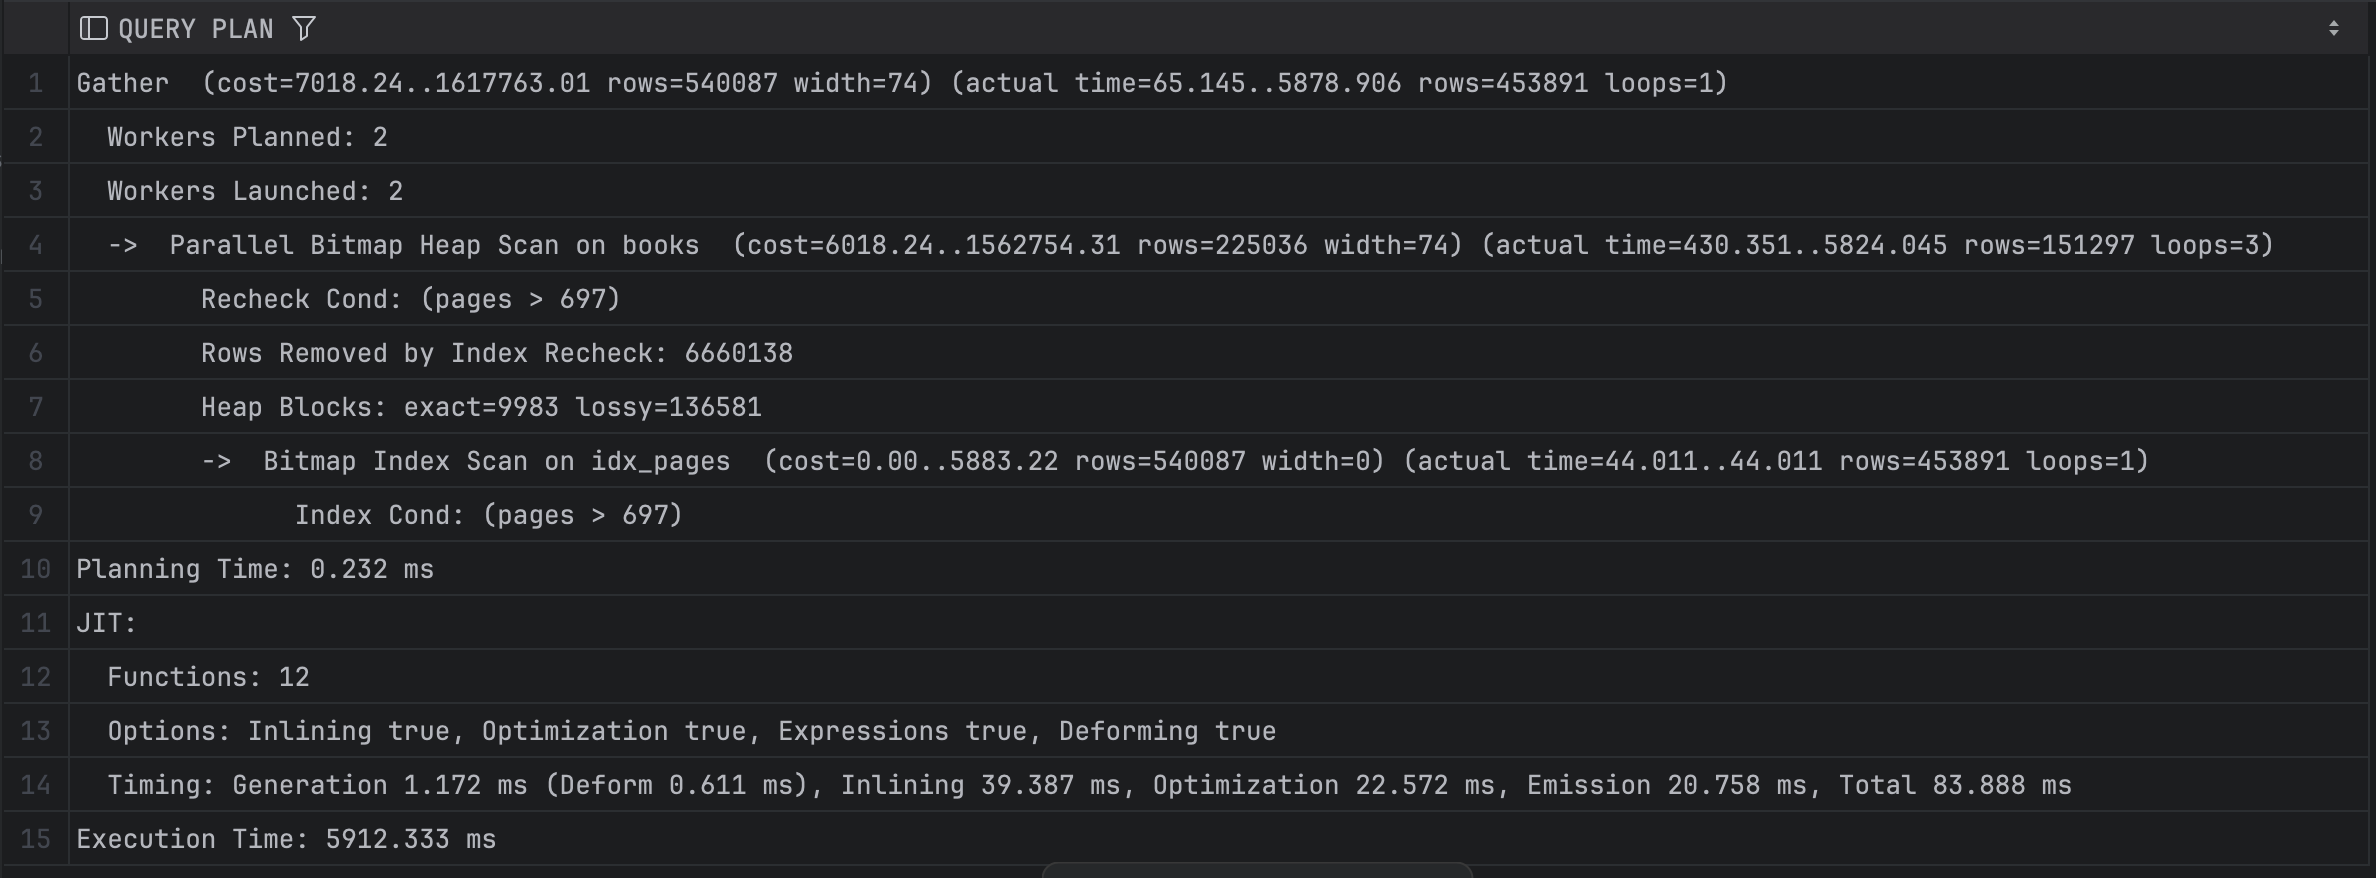 QUERY PLAN
1 Gather  (cost=7018.24..1617763.01 rows=540087 width=74) (actual time=65.145..5878.906 rows=453891 loops=1)
2   Workers Planned: 2
3   Workers Launched: 2
4   ->  Parallel Bitmap Heap Scan on books  (cost=6018.24..1562754.31 rows=225036 width=74) (actual time=430.351..5824.045 rows=151297 loops=3)
5         Recheck Cond: (pages > 697)
6         Rows Removed by Index Recheck: 6660138
7         Heap Blocks: exact=9983 lossy=136581
8         ->  Bitmap Index Scan on idx_pages  (cost=0.00..5883.22 rows=540087 width=0) (actual time=44.011..44.011 rows=453891 loops=1)
9               Index Cond: (pages > 697)
10 Planning Time: 0.232 ms
11 JIT:
12   Functions: 12
13   Options: Inlining true, Optimization true, Expressions true, Deforming true
14   Timing: Generation 1.172 ms (Deform 0.611 ms), Inlining 39.387 ms, Optimization 22.572 ms, Emission 20.758 ms, Total 83.888 ms
15 Execution Time: 5912.333 ms